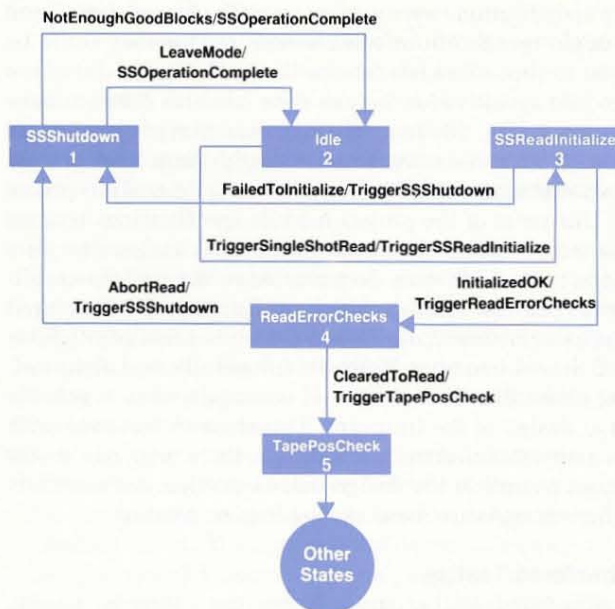 NotEnoughGoodBlocks/SSOperationComplete
LeaveMode/
SSOperationComplete
SSShutdown
1
Idle
2
SSReadInitialize
3
FailedToInitialize/TriggerSSShutdown
TriggerSingleShotRead/TriggerSSReadInitialize
AbortRead/
TriggerSSShutdown
InitializedOK/
TriggerReadErrorChecks
ReadErrorChecks
4
ClearedToRead/
TriggerTapePosCheck
TapePosCheck
5
Other
States